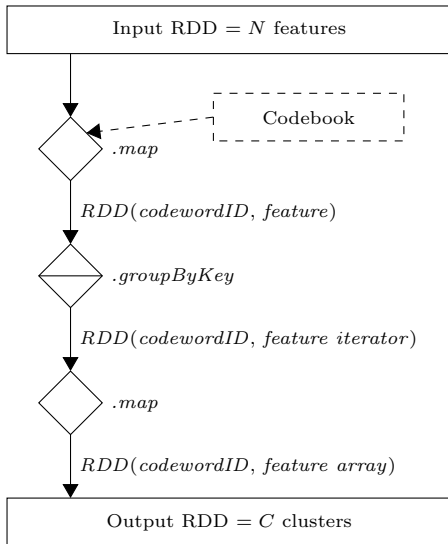 Input RDD = N features
Codebook
.map
RDD(codewordID, feature)
.groupByKey
RDD(codewordID, feature iterator)
.map
RDD(codewordID, feature array)
Output RDD = C clusters